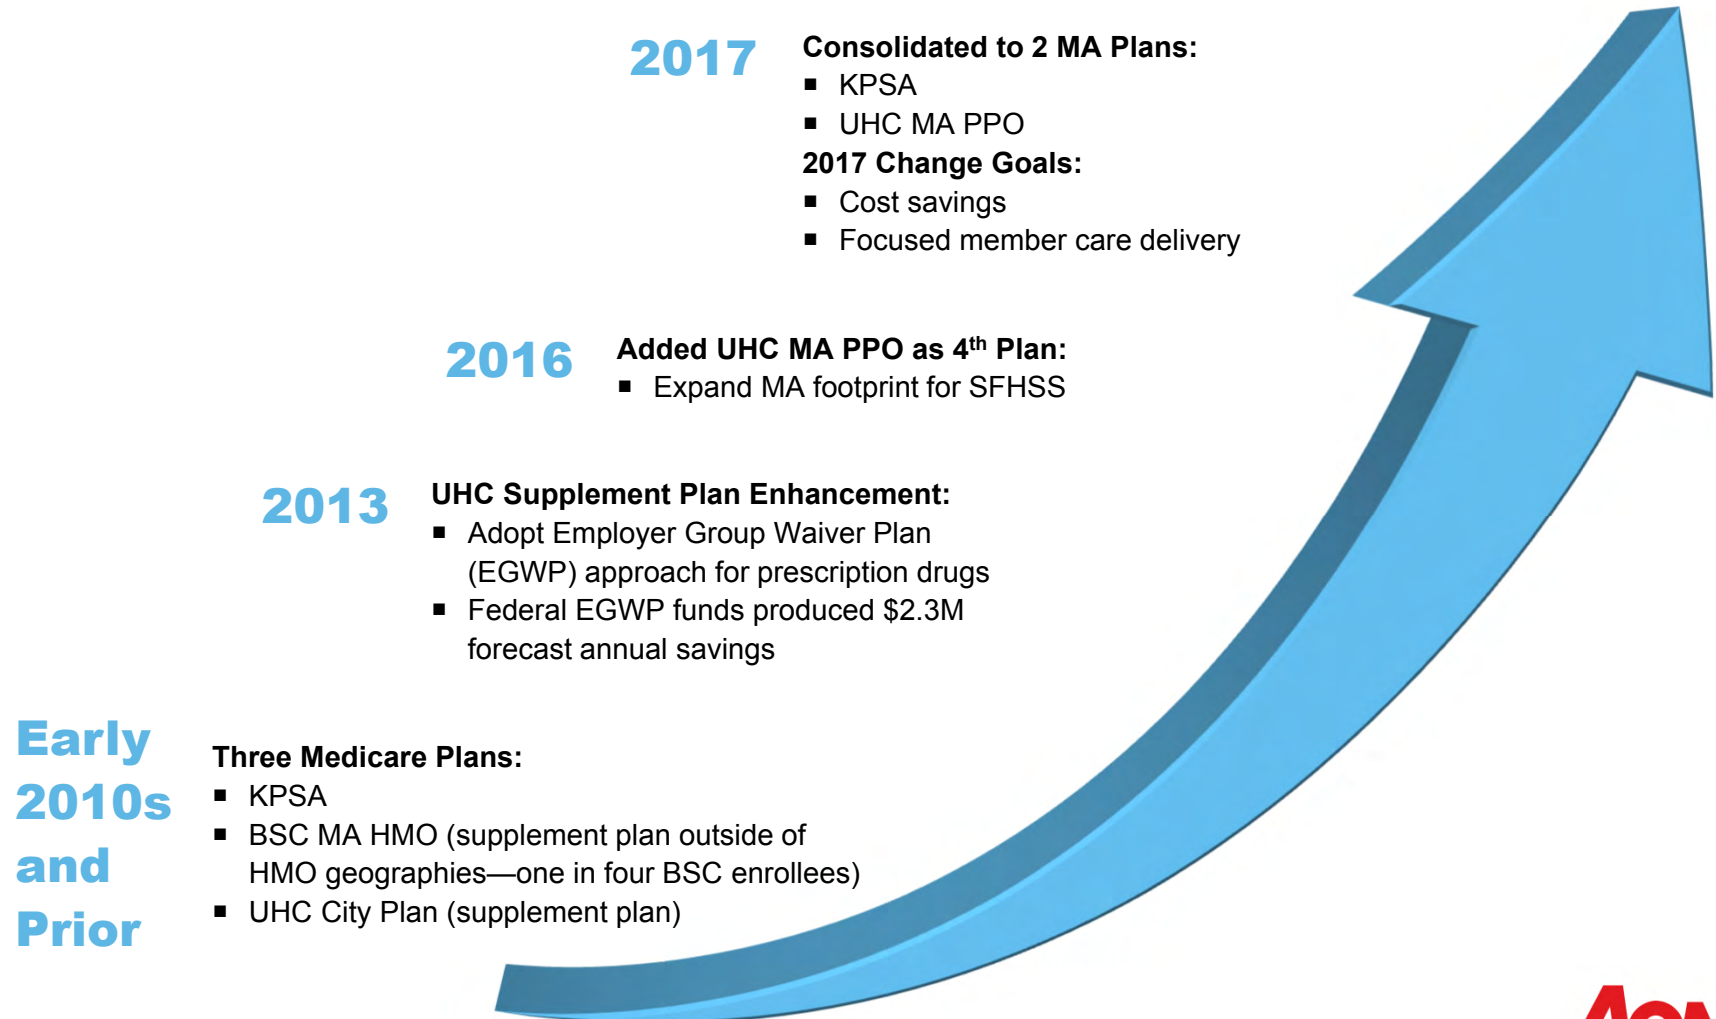 2017
Consolidated to 2 MA Plans:
▪ KPSA
▪ UHC MA PPO
2017 Change Goals:
▪ Cost savings
▪ Focused member care delivery
2016
Added UHC MA PPO as 4th Plan:
▪ Expand MA footprint for SFHSS
2013
UHC Supplement Plan Enhancement:
▪ Adopt Employer Group Waiver Plan
(EGWP) approach for prescription drugs
▪ Federal EGWP funds produced $2.3M
forecast annual savings
Early
2010s
and
Prior
Three Medicare Plans:
▪ KPSA
▪ BSC MA HMO (supplement plan outside of
HMO geographies—one in four BSC enrollees)
▪ UHC City Plan (supplement plan)